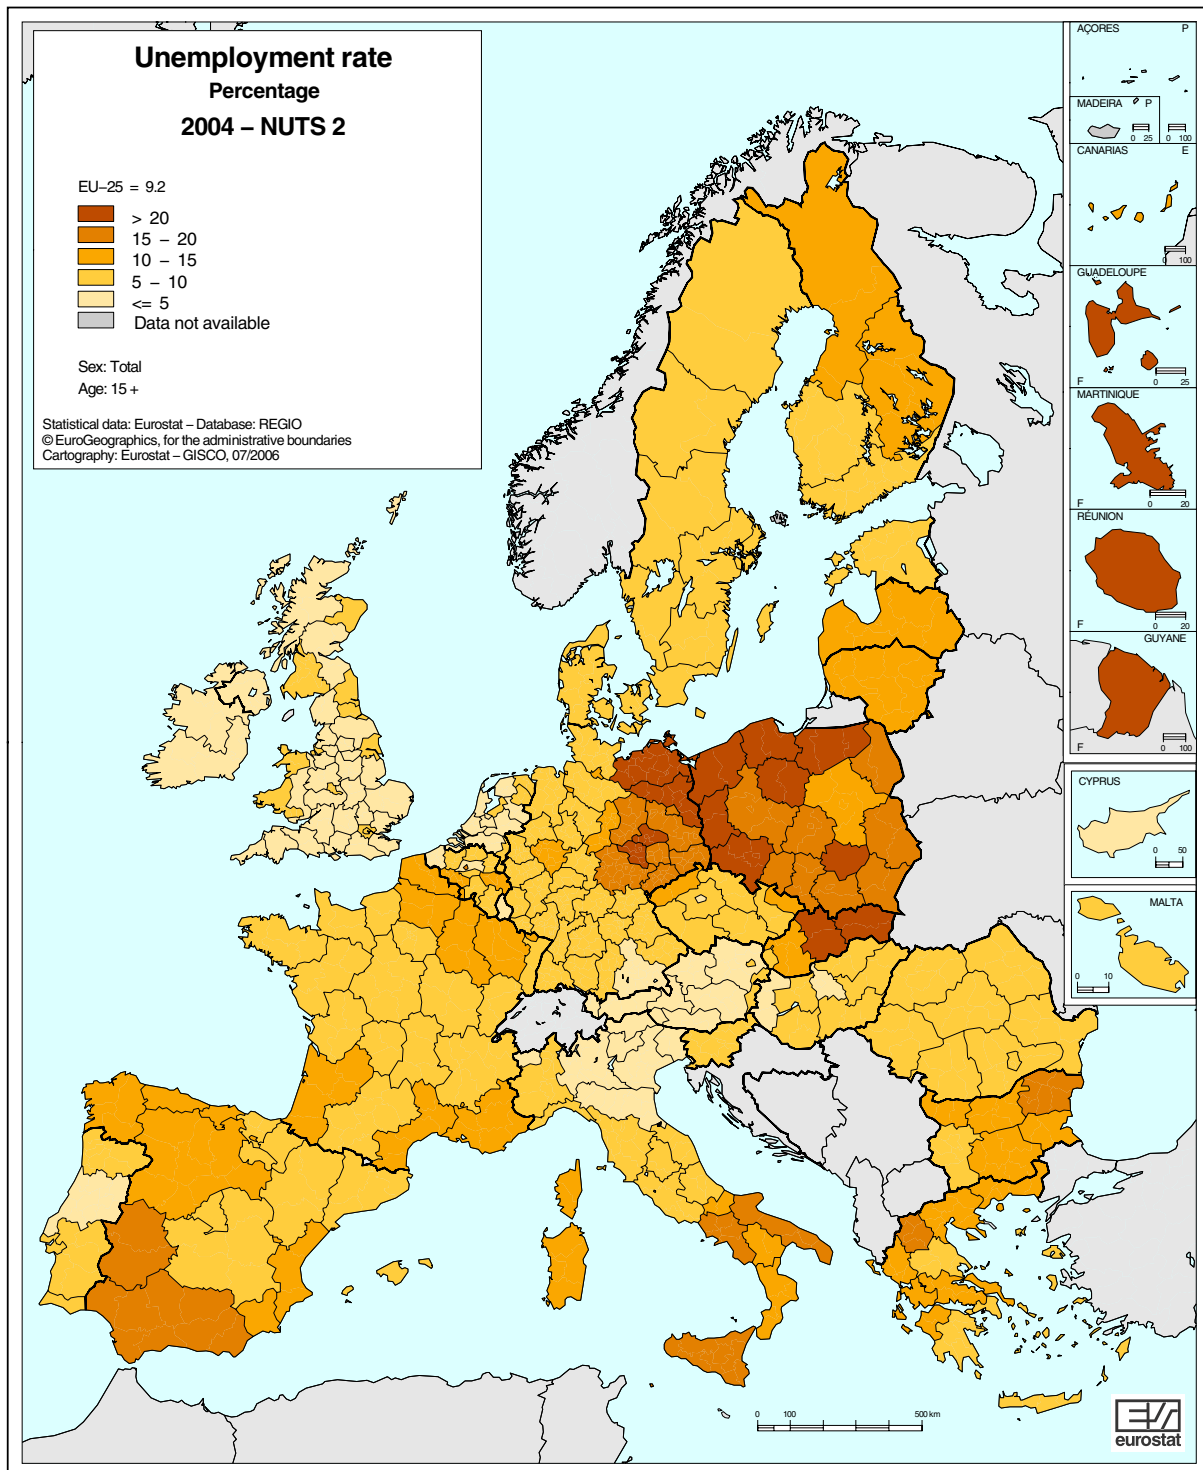 Unemployment rate
Percentage
2004 – NUTS 2
EU–25 = 9.2
> 20
15 – 20
10 – 15
5 – 10
<= 5
Data not available
Sex: Total
Age: 15 +
Statistical data: Eurostat – Database: REGIO
© EuroGeographics, for the administrative boundaries
Cartography: Eurostat – GISCO, 07/2006
AÇORES P
MADEIRA P
0 25
0 100
CANARIAS E
0 100
GUADELOUPE
F
0 25
MARTINIQUE
F
0 20
RÉUNION
F
0 20
GUYANE
F
0 100
CYPRUS
0 50
MALTA
0 10
0 100 500 km
eurostat